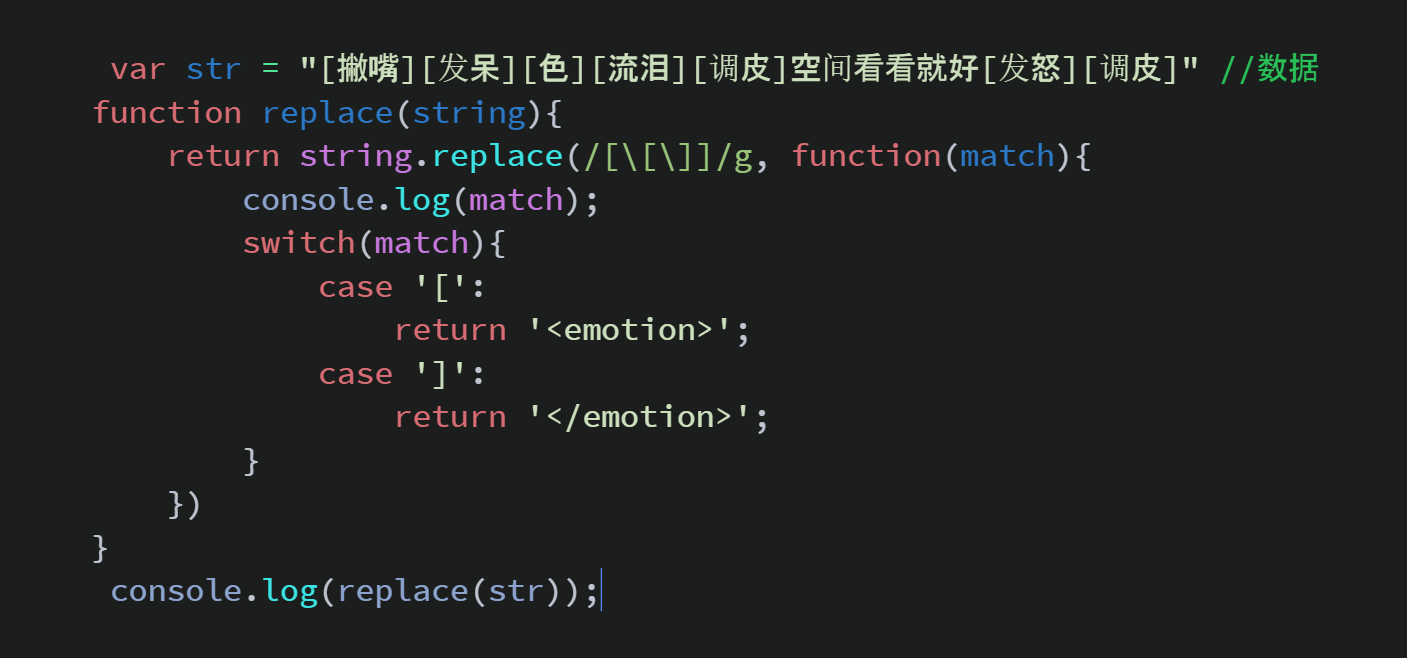 var str = "[撇嘴][发呆][色][流泪][调皮]空间看看就好[发怒][调皮]" //数据
function replace(string){
return string.replace(/[\[\]]/g, function(match){
console.log(match);
switch(match){
case '[':
return '<emotion>';
case ']':
return '</emotion>';
}
})
}
console.log(replace(str));